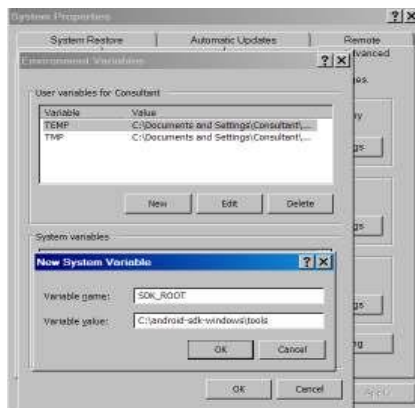 System Properties
System Restore
Automatic Updates
Remote
Environment Variables
User variables for Consultant
Variable
Value
TEMP
C:\Documents and Settings\Consultant\...
TMP
C:\Documents and Settings\Consultant\...
New
Edit
Delete
System variables
New System Variable
Variable name:
SDK_ROOT
Variable value:
C:\android-sdk-windows\tools
OK
Cancel
OK
Cancel
Apply